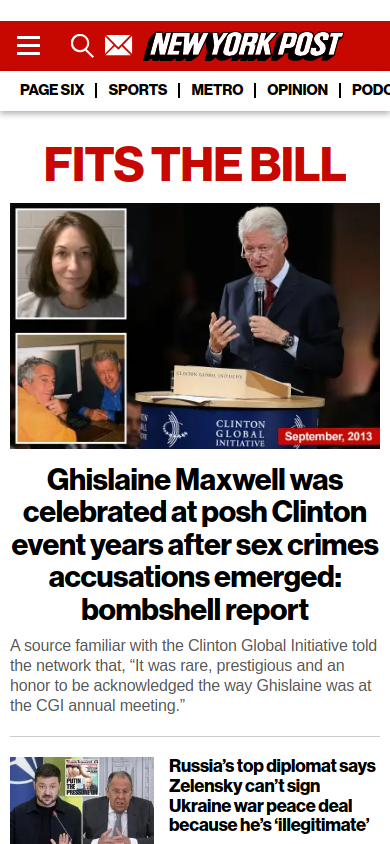 NEW YORK POST
PAGE SIX
SPORTS
METRO
OPINION
PODC
FITS THE BILL
CLINTON GLOBAL INITIATIVE
CLINTON
GLOBAL
INITIATIVE
September, 2013
Ghislaine Maxwell was
celebrated at posh Clinton
event years after sex crimes
accusations emerged:
bombshell report
A source familiar with the Clinton Global Initiative told
the network that, “It was rare, prestigious and an
honor to be acknowledged the way Ghislaine was at
the CGI annual meeting.”
PUTIN
THE
PRESSURE ON
Russia’s top diplomat says
Zelensky can’t sign
Ukraine war peace deal
because he’s ‘illegitimate’